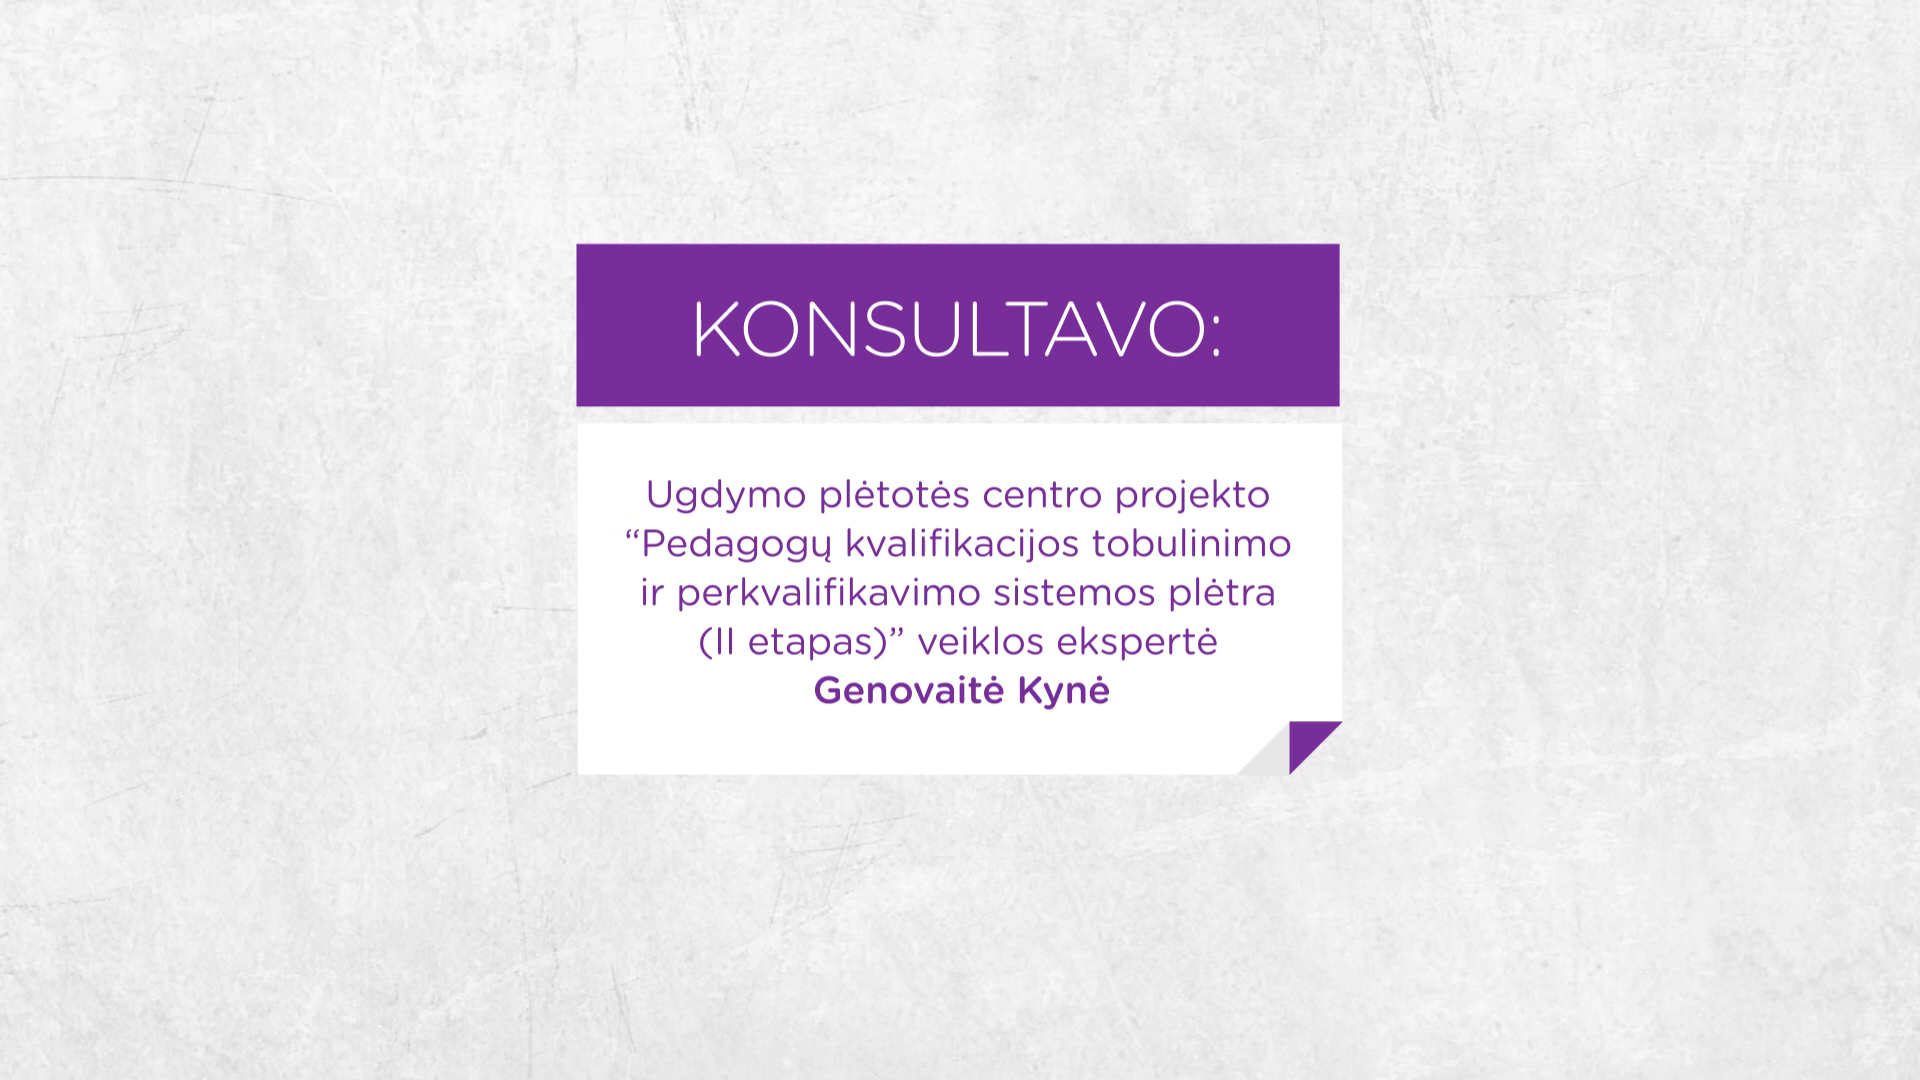 KONSULTAVO:
Ugdymo plėtotės centro projekto
“Pedagogų kvalifikacijos tobulinimo
ir perkvalifikavimo sistemos plėtra
(II etapas)” veiklos ekspertė
Genovaitė Kynė